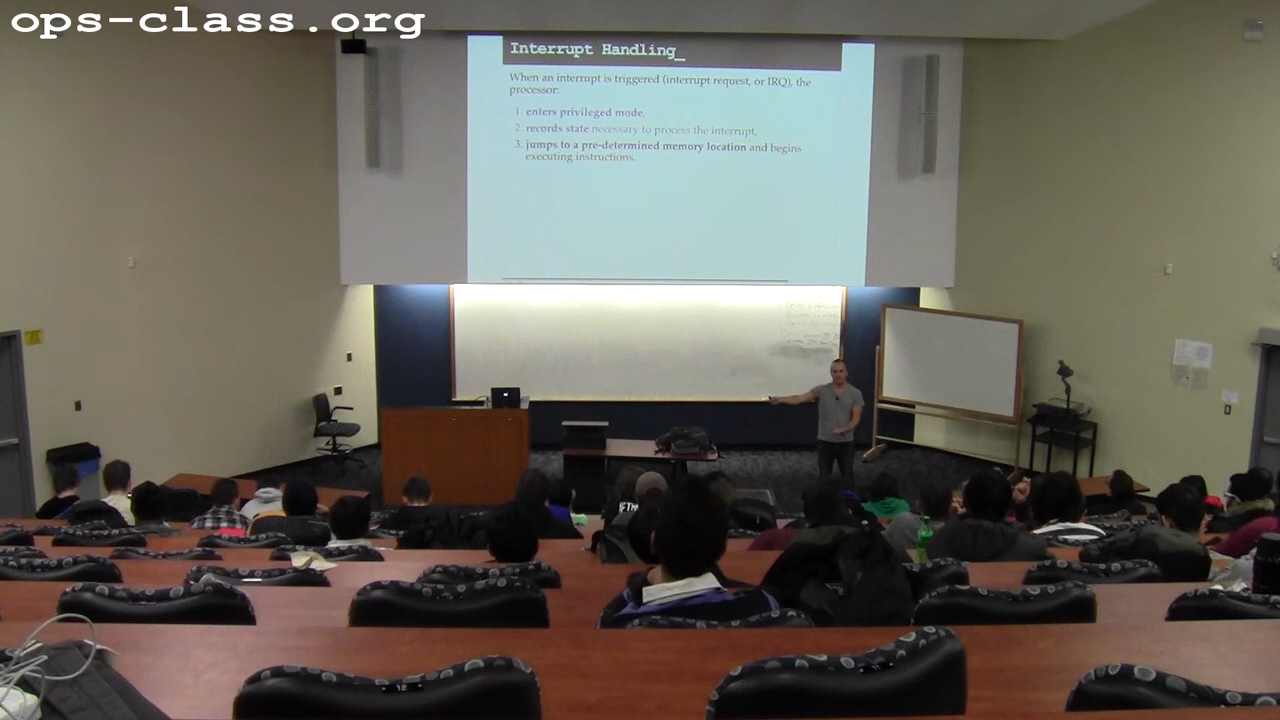 ops-class.org
Interrupt Handling_
When an interrupt is triggered (interrupt request, or IRQ), the
processor:
1. enters privileged mode,
2. records state necessary to process the interrupt,
3. jumps to a pre-determined memory location and begins
executing instructions.
12
11